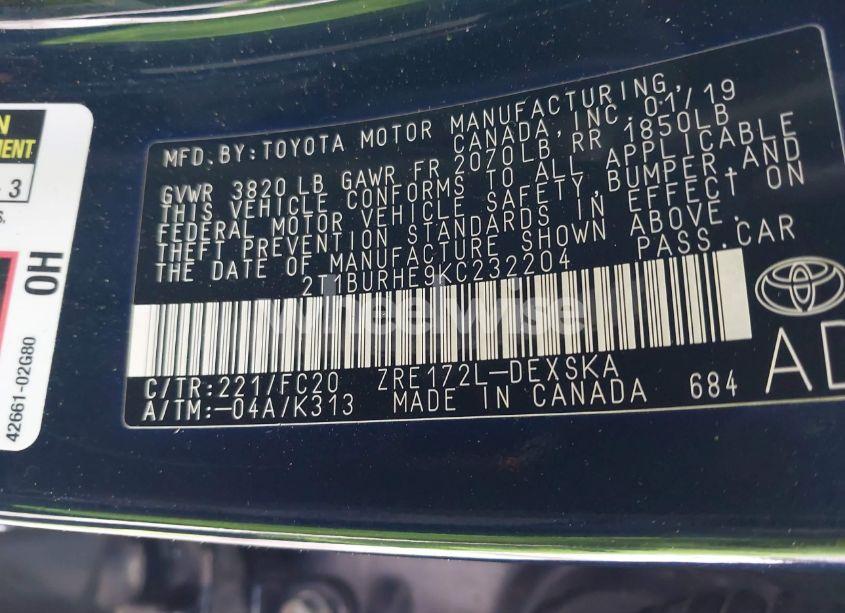 MFD. BY: TOYOTA MOTOR MANUFACTURING,
CANADA, INC. 01/19
GVWR 3820 LB GAWR FR 2070LB RR 1850LB
THIS VEHICLE CONFORMS TO ALL APPLICABLE
FEDERAL MOTOR VEHICLE SAFETY, BUMPER AND
THEFT PREVENTION STANDARDS IN EFFECT ON
THE DATE OF MANUFACTURE SHOWN ABOVE.
2T1BURHE9KC232204 PASS. CAR
C/TR: 221/FC20 ZRE172L-DEXSKA
A/TM: -04A/K313 MADE IN CANADA 684
AD
OH
42661-02G80
3
wheelwise